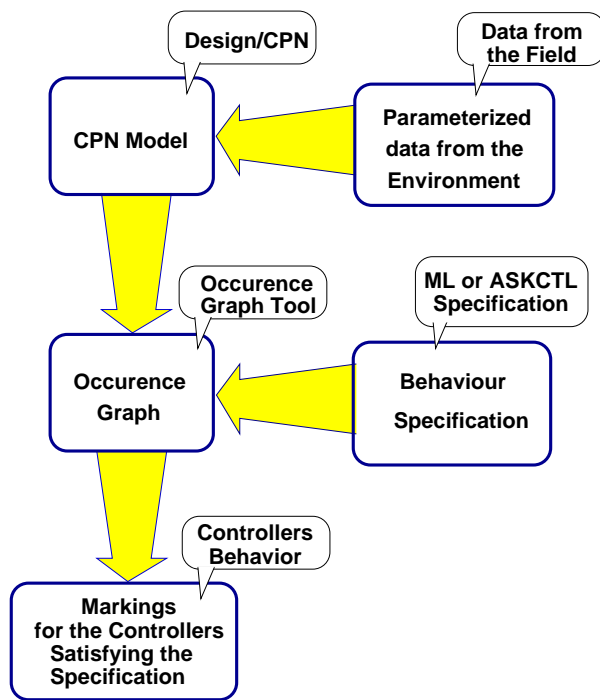 Design/CPN
Data from
the Field
CPN Model
Parameterized
data from the
Environment
Occurence
Graph Tool
ML or ASKCTL
Specification
Occurence
Graph
Behaviour
Specification
Controllers
Behavior
Markings
for the Controllers
Satisfying the
Specification